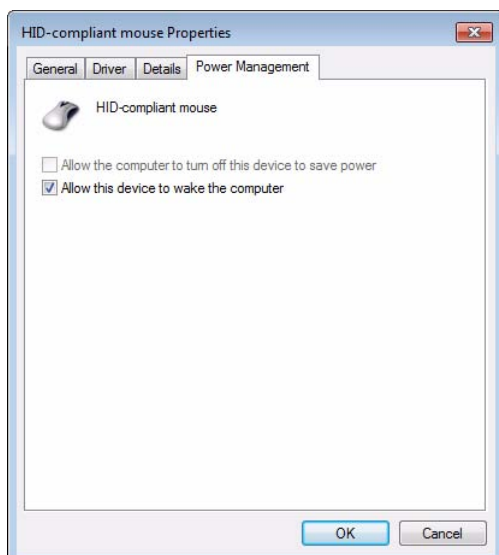 HID-compliant mouse Properties
General Driver Details Power Management
HID-compliant mouse
Allow the computer to turn off this device to save power
Allow this device to wake the computer
OK Cancel